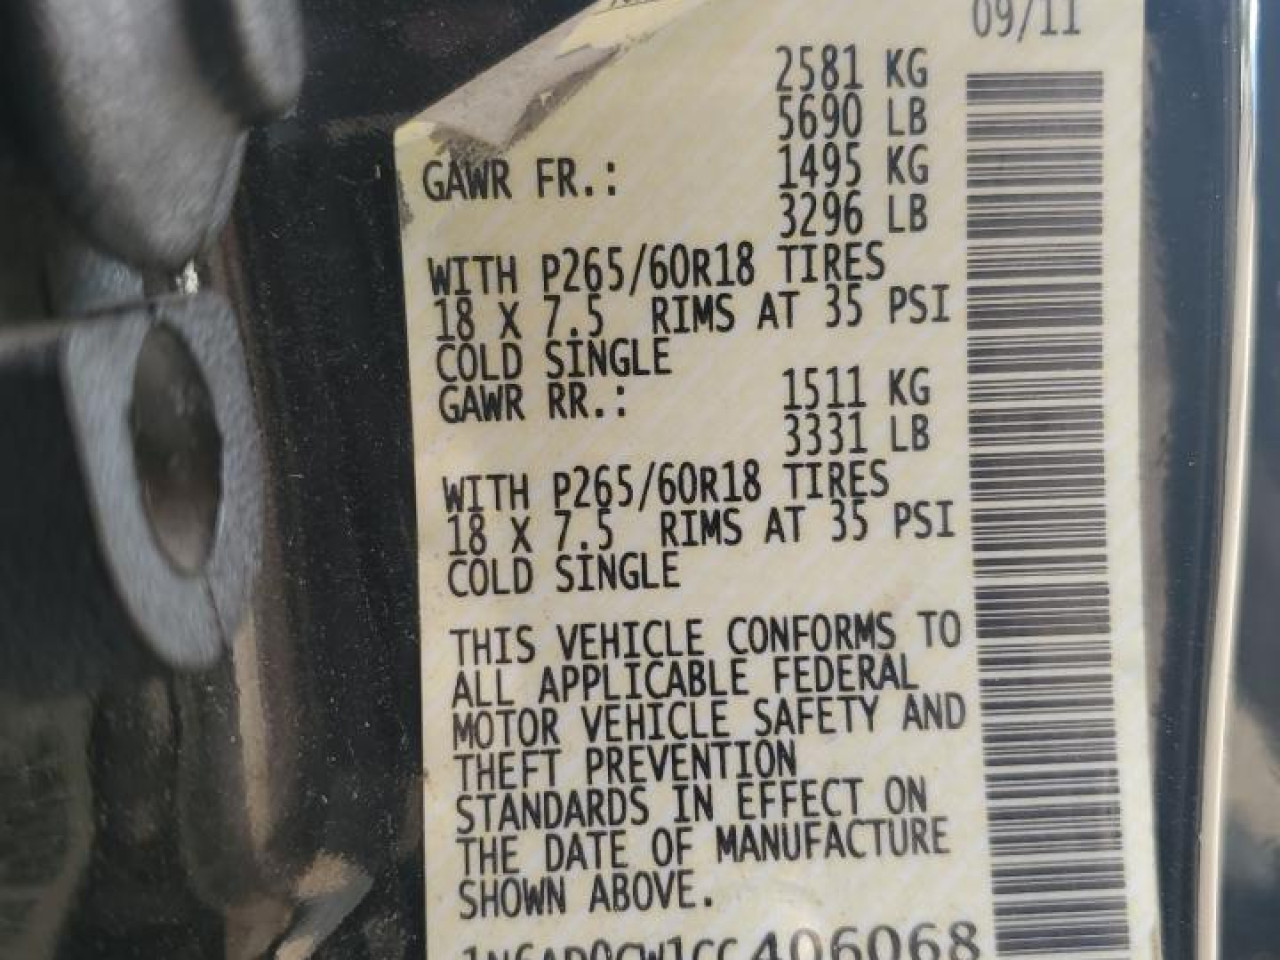 09/11
2581 KG
5690 LB
GAWR FR.: 1495 KG
3296 LB
WITH P265/60R18 TIRES
18 X 7.5 RIMS AT 35 PSI
COLD SINGLE
GAWR RR.: 1511 KG
3331 LB
WITH P265/60R18 TIRES
18 X 7.5 RIMS AT 35 PSI
COLD SINGLE
THIS VEHICLE CONFORMS TO
ALL APPLICABLE FEDERAL
MOTOR VEHICLE SAFETY AND
THEFT PREVENTION
STANDARDS IN EFFECT ON
THE DATE OF MANUFACTURE
SHOWN ABOVE.
1N6AD0CW1CC406068